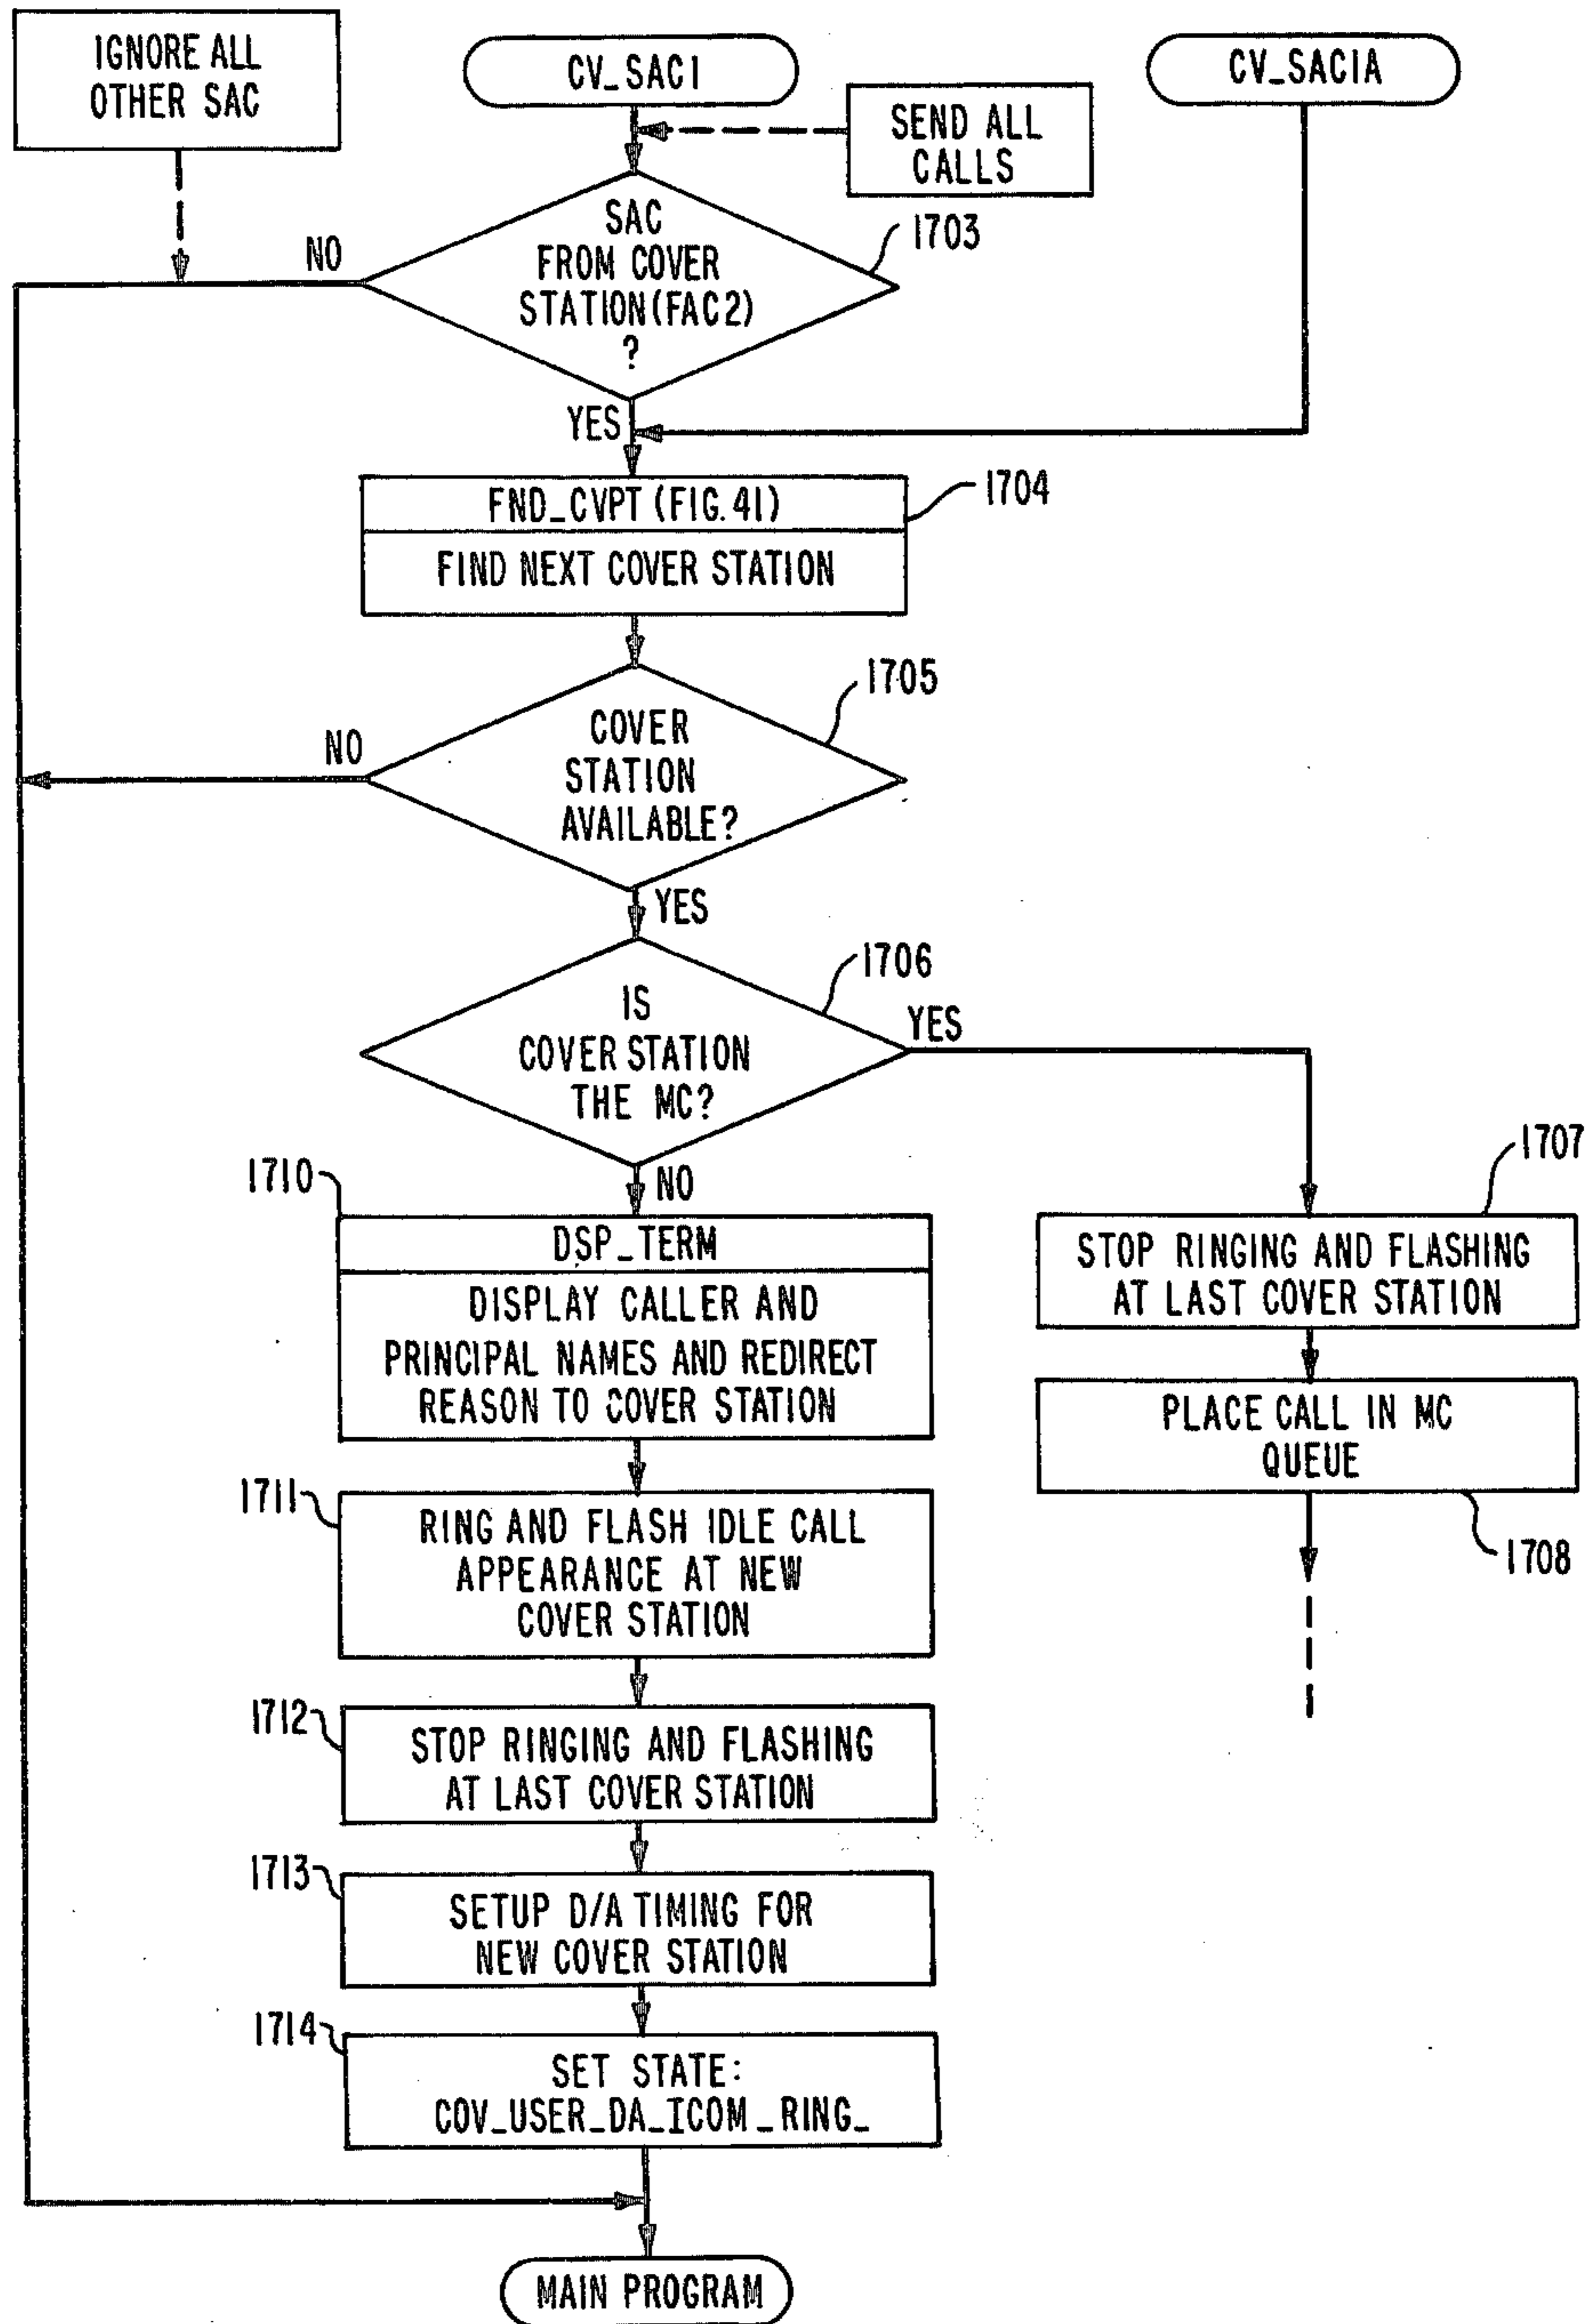 IGNORE ALL
OTHER SAC
CV_SAC1
CV_SAC1A
SEND ALL
CALLS
SAC
FROM COVER
STATION (FAC2)
?
1703
NO
YES
FND_CVPT (FIG. 41)
FIND NEXT COVER STATION
1704
COVER
STATION
AVAILABLE?
1705
NO
YES
IS
COVER STATION
THE MC?
1706
YES
NO
1707
STOP RINGING AND FLASHING
AT LAST COVER STATION
PLACE CALL IN MC
QUEUE
1708
1710
DSP_TERM
DISPLAY CALLER AND
PRINCIPAL NAMES AND REDIRECT
REASON TO COVER STATION
1711
RING AND FLASH IDLE CALL
APPEARANCE AT NEW
COVER STATION
1712
STOP RINGING AND FLASHING
AT LAST COVER STATION
1713
SETUP D/A TIMING FOR
NEW COVER STATION
1714
SET STATE:
COV_USER_DA_ICOM_RING_
MAIN PROGRAM